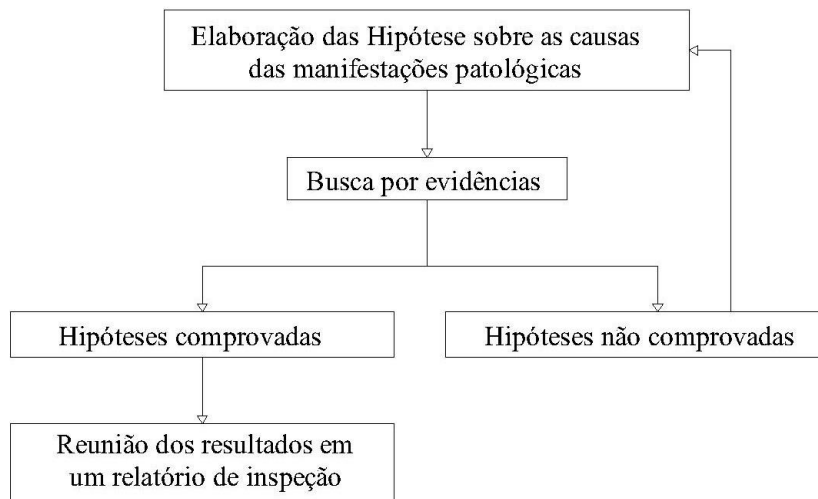 Elaboração das Hipótese sobre as causas
das manifestações patológicas
Busca por evidências
Hipóteses comprovadas
Hipóteses não comprovadas
Reunião dos resultados em
um relatório de inspeção